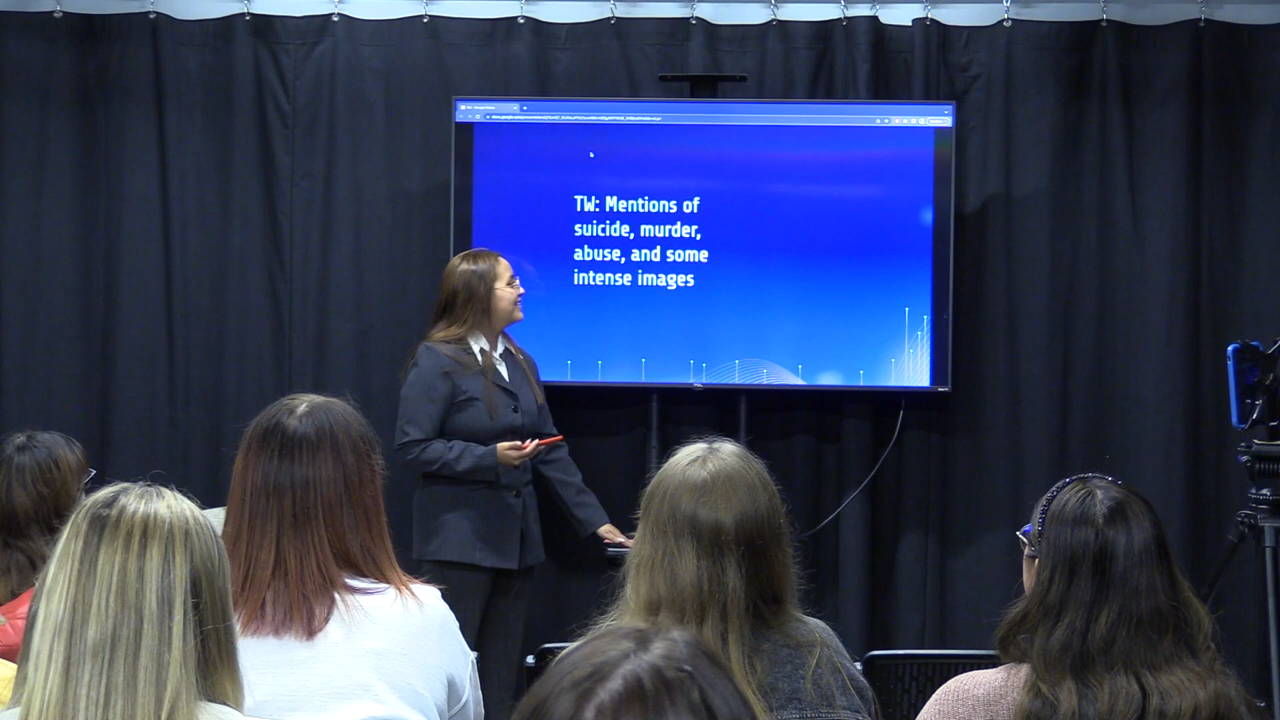 TW: Mentions of
suicide, murder,
abuse, and some
intense images